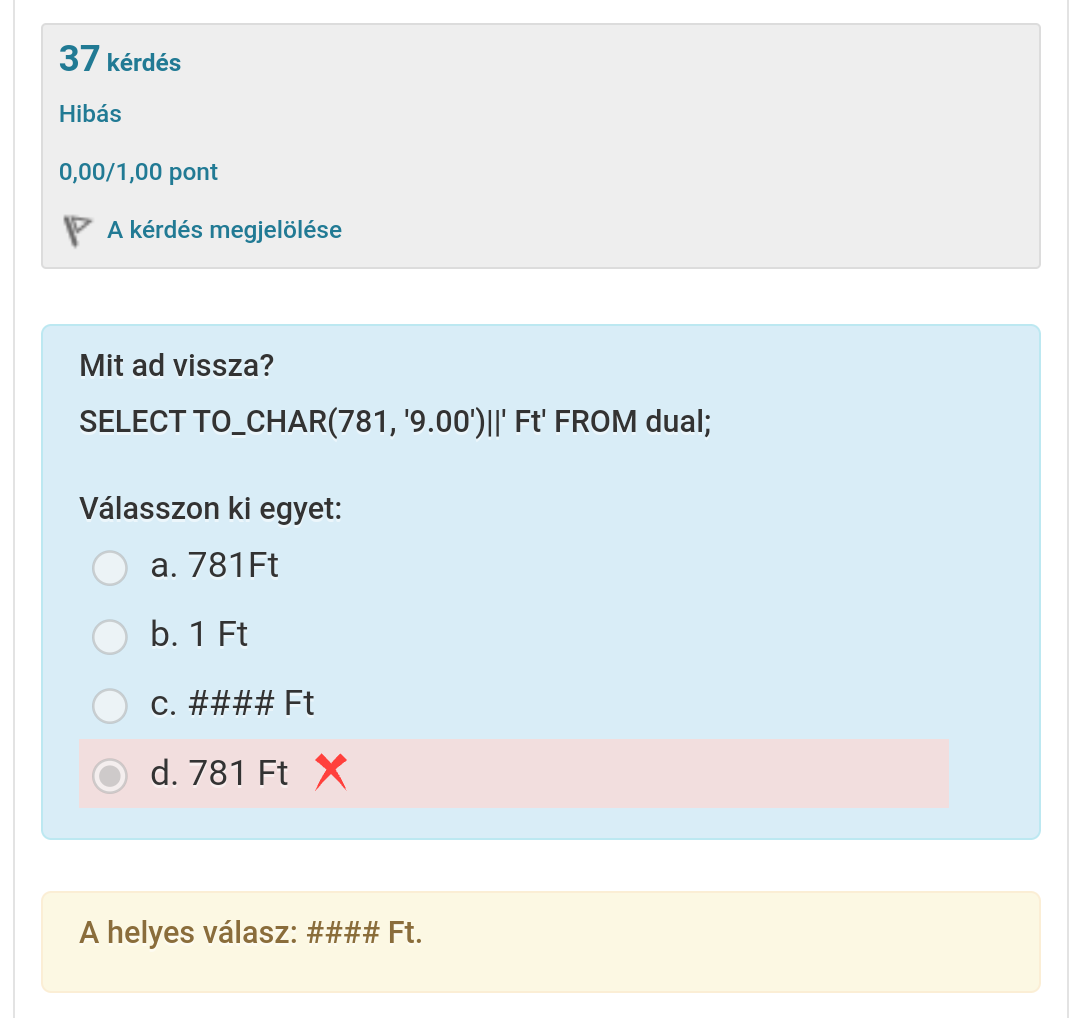 37 kérdés
Hibás
0,00/1,00 pont
A kérdés megjelölése
Mit ad vissza?
SELECT TO_CHAR(781, '9.00')||' Ft' FROM dual;
Válasszon ki egyet:
a. 781Ft
b. 1 Ft
c. #### Ft
d. 781 Ft
A helyes válasz: #### Ft.